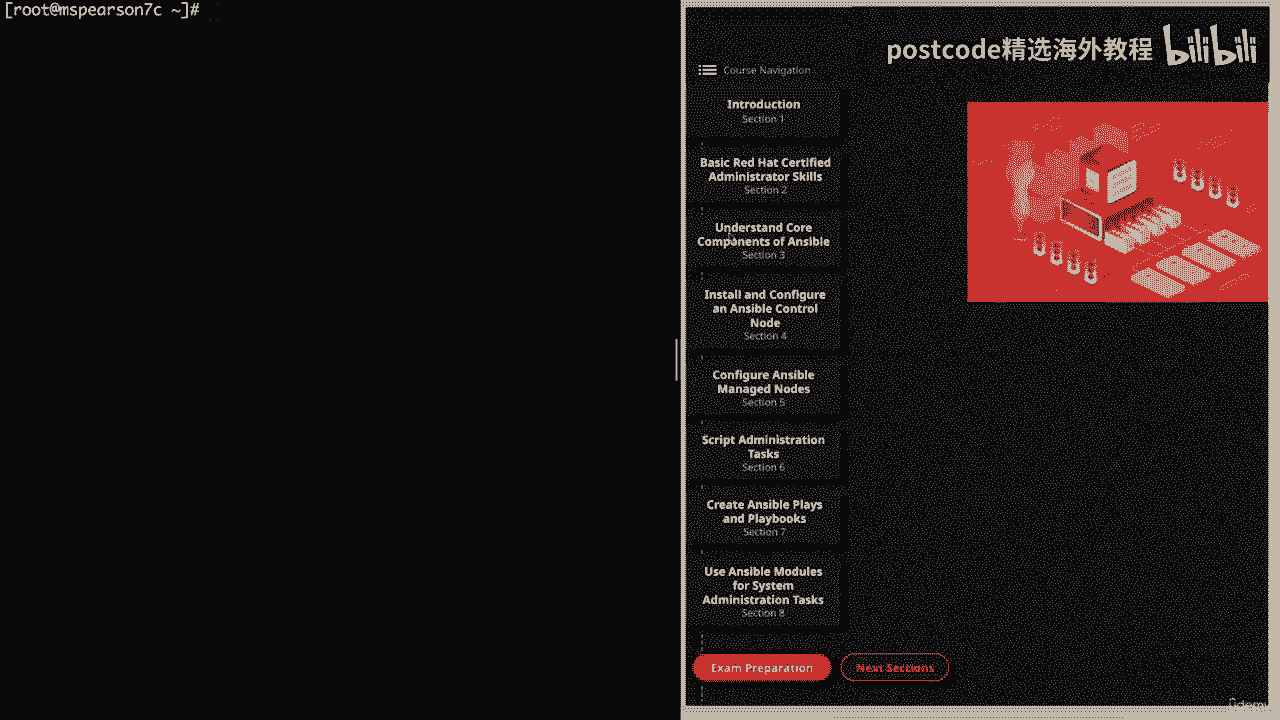 [root@mspearson7c ~]#
postcode精选海外教程 bilibili
Course Navigation
Introduction
Section 1
Basic Red Hat Certified
Administrator Skills
Section 2
Understand Core
Components of Ansible
Section 3
Install and Configure
an Ansible Control
Node
Section 4
Configure Ansible
Managed Nodes
Section 5
Script Administration
Tasks
Section 6
Create Ansible Plays
and Playbooks
Section 7
Use Ansible Modules
for System
Administration Tasks
Section 8
Exam Preparation
Next Sections
Udemy